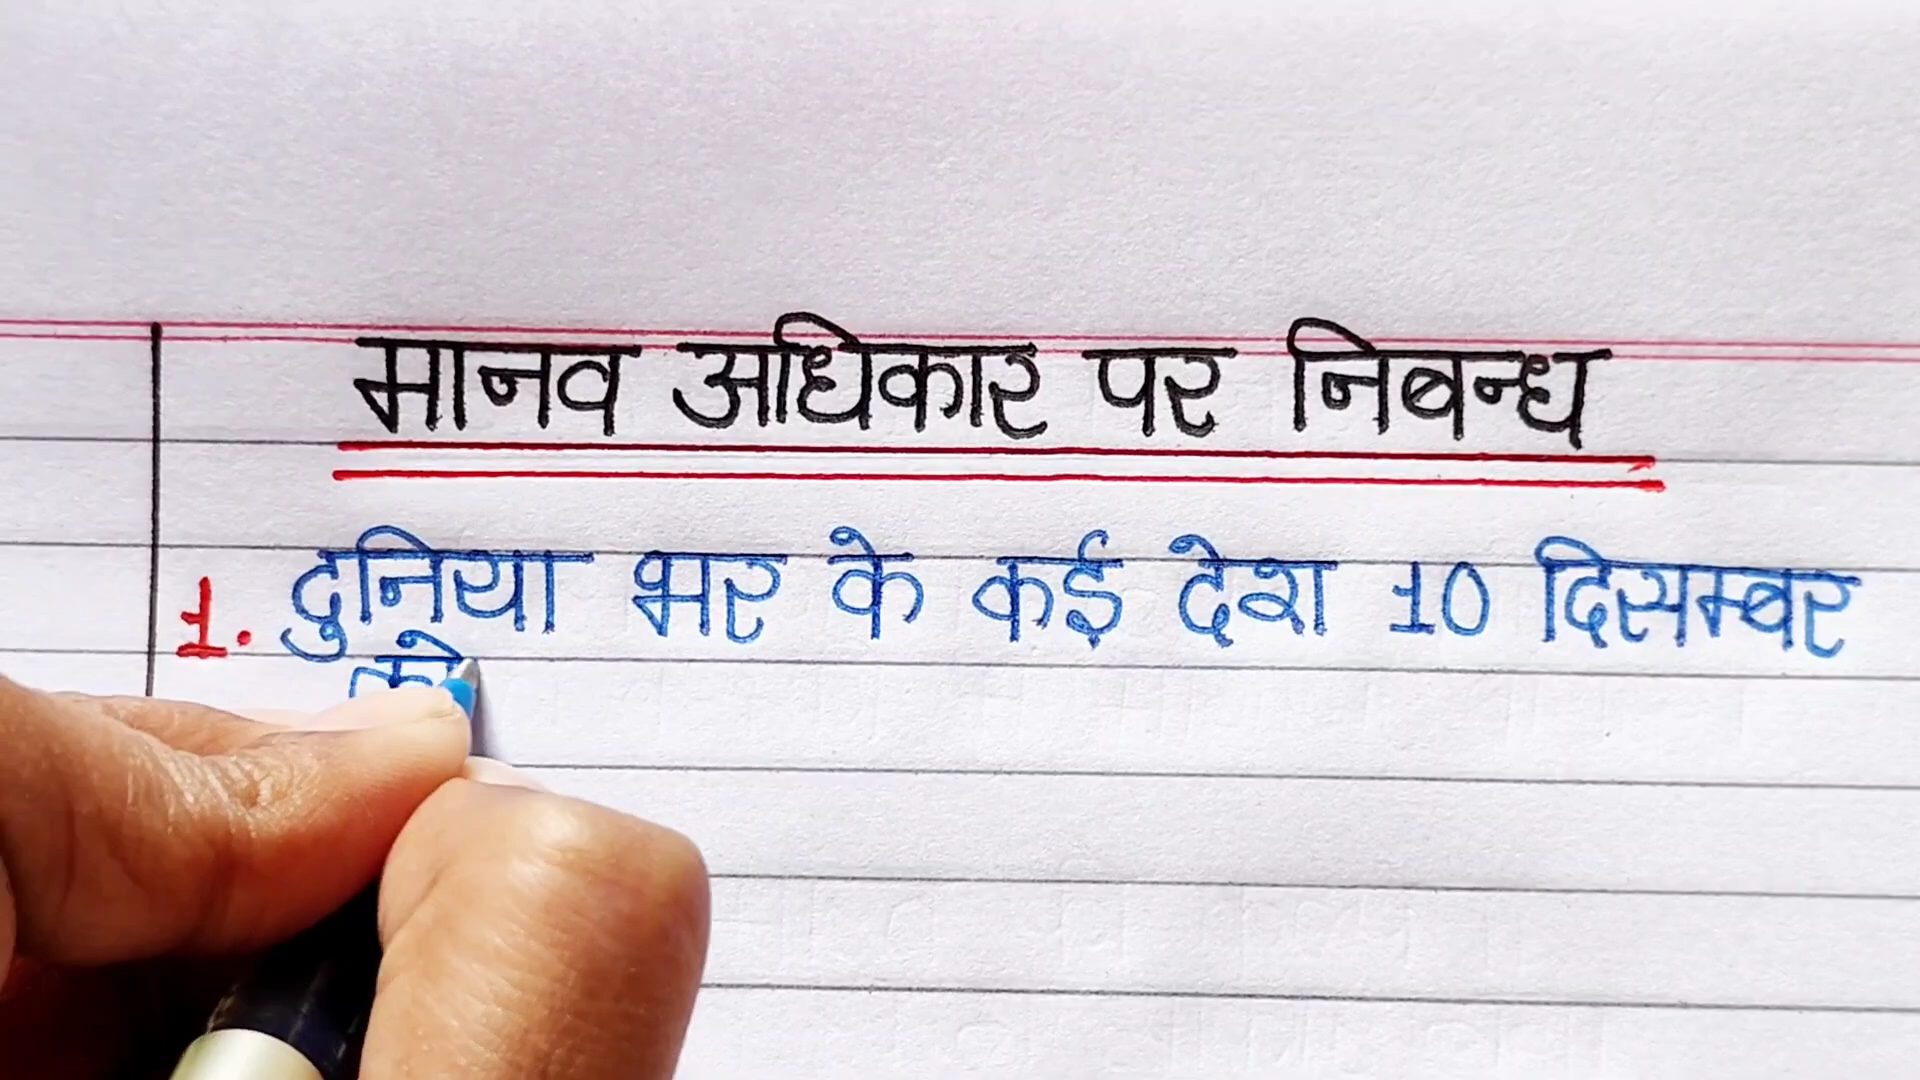 मानव अधिकार पर निबन्ध
1. दुनिया भर के कई देश 10 दिसम्बर
को